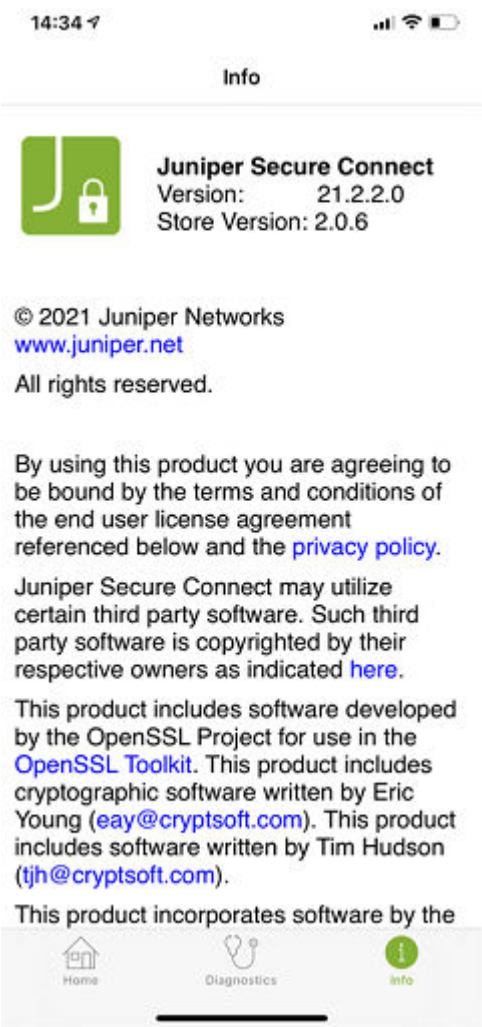 14:34
Info
Juniper Secure Connect
Version: 21.2.2.0
Store Version: 2.0.6
© 2021 Juniper Networks
www.juniper.net
All rights reserved.
By using this product you are agreeing to
be bound by the terms and conditions of
the end user license agreement
referenced below and the privacy policy.
Juniper Secure Connect may utilize
certain third party software. Such third
party software is copyrighted by their
respective owners as indicated here.
This product includes software developed
by the OpenSSL Project for use in the
OpenSSL Toolkit. This product includes
cryptographic software written by Eric
Young (eay@cryptsoft.com). This product
includes software written by Tim Hudson
(tjh@cryptsoft.com).
This product incorporates software by the
Home Diagnostics Info